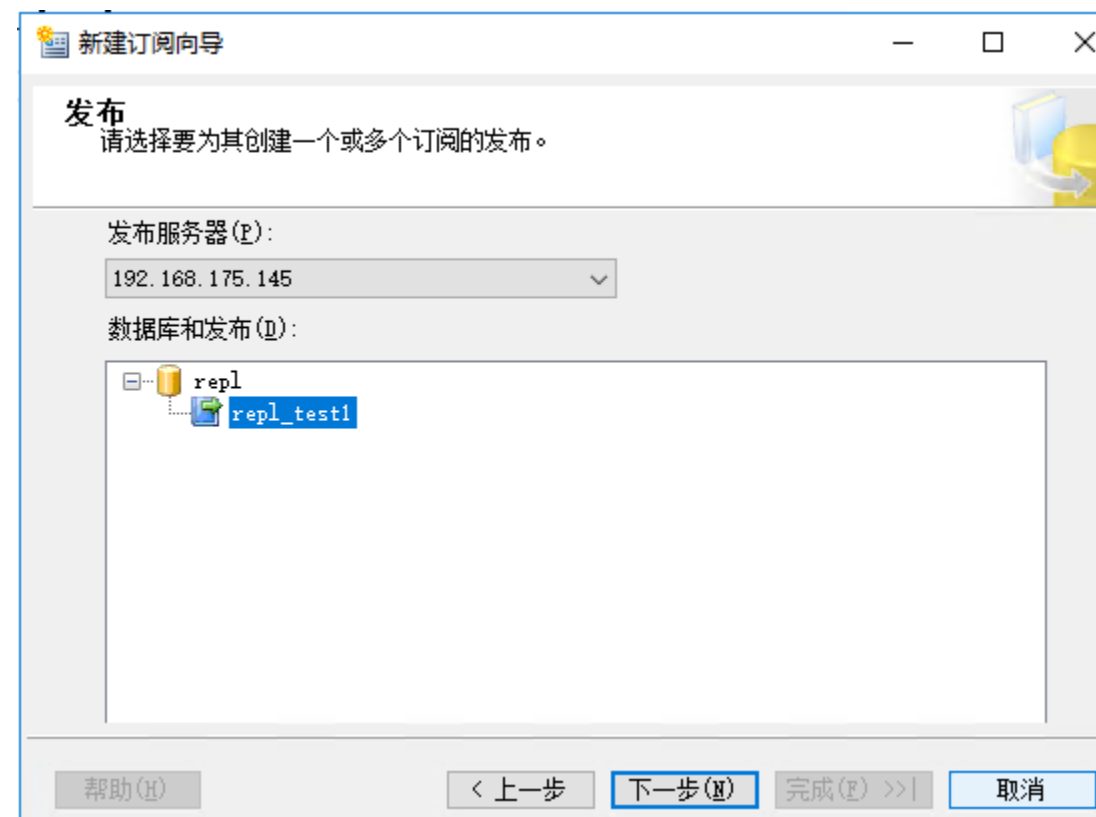 新建订阅向导
发布
请选择要为其创建一个或多个订阅的发布。
发布服务器(P):
192.168.175.145
数据库和发布(D):
repl
repl_test1
帮助(H)
< 上一步
下一步(N)
完成(F) >>|
取消